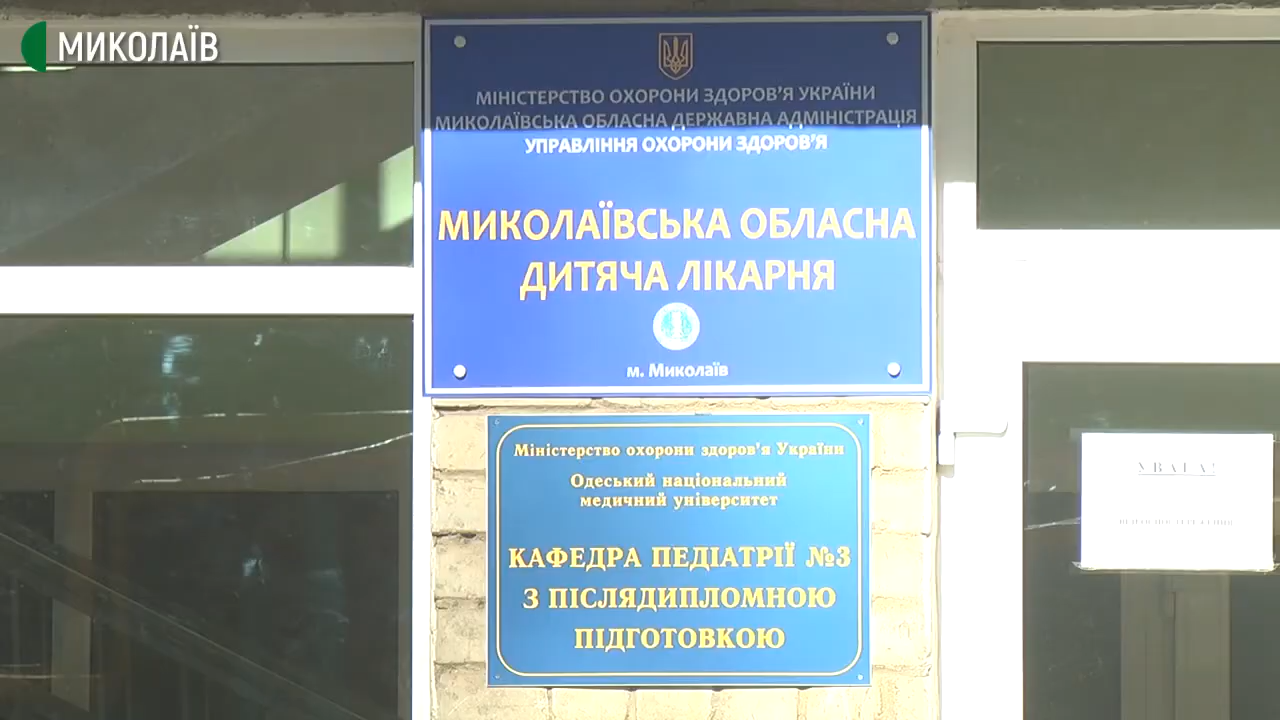 МИКОЛАЇВ
МІНІСТЕРСТВО ОХОРОНИ ЗДОРОВ'Я УКРАЇНИ
МИКОЛАЇВСЬКА ОБЛАСНА ДЕРЖАВНА АДМІНІСТРАЦІЯ
УПРАВЛІННЯ ОХОРОНИ ЗДОРОВ'Я
МИКОЛАЇВСЬКА ОБЛАСНА
ДИТЯЧА ЛІКАРНЯ
м. Миколаїв
Міністерство охорони здоров'я України
Одеський національний
медичний університет
КАФЕДРА ПЕДІАТРІЇ №3
З ПІСЛЯДИПЛОМНОЮ
ПІДГОТОВКОЮ
УВАГА!